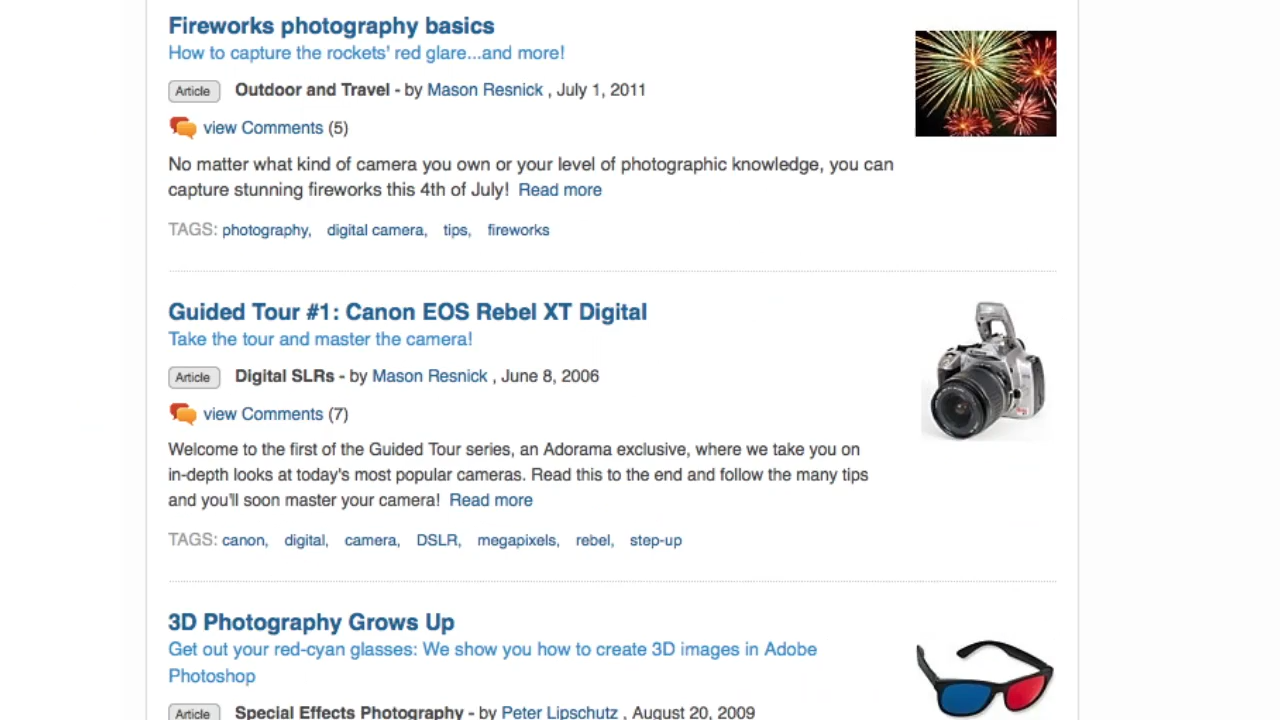 Fireworks photography basics
How to capture the rockets' red glare...and more!
Article Outdoor and Travel - by Mason Resnick , July 1, 2011
view Comments (5)
No matter what kind of camera you own or your level of photographic knowledge, you can
capture stunning fireworks this 4th of July! Read more
TAGS: photography, digital camera, tips, fireworks
Guided Tour #1: Canon EOS Rebel XT Digital
Take the tour and master the camera!
Article Digital SLRs - by Mason Resnick , June 8, 2006
view Comments (7)
Welcome to the first of the Guided Tour series, an Adorama exclusive, where we take you on
in-depth looks at today's most popular cameras. Read this to the end and follow the many tips
and you'll soon master your camera! Read more
TAGS: canon, digital, camera, DSLR, megapixels, rebel, step-up
3D Photography Grows Up
Get out your red-cyan glasses: We show you how to create 3D images in Adobe
Photoshop
Article Special Effects Photography - by Peter Lipschutz , August 20, 2009